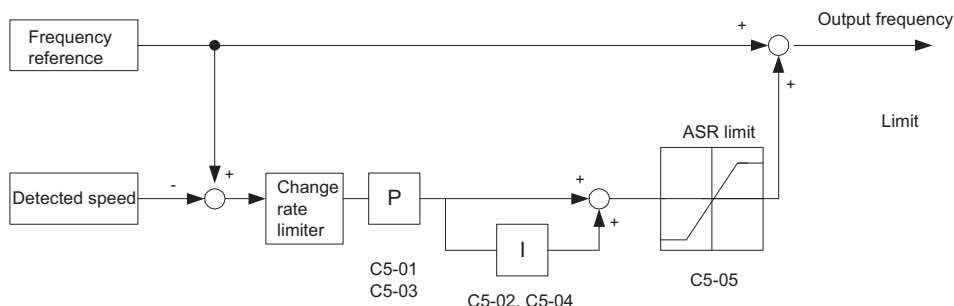 Output frequency
+
Frequency
reference
+
Limit
ASR limit
-
+
Detected speed
Change
rate
limiter
P
+
+
I
C5-01
C5-03
C5-02, C5-04
C5-05